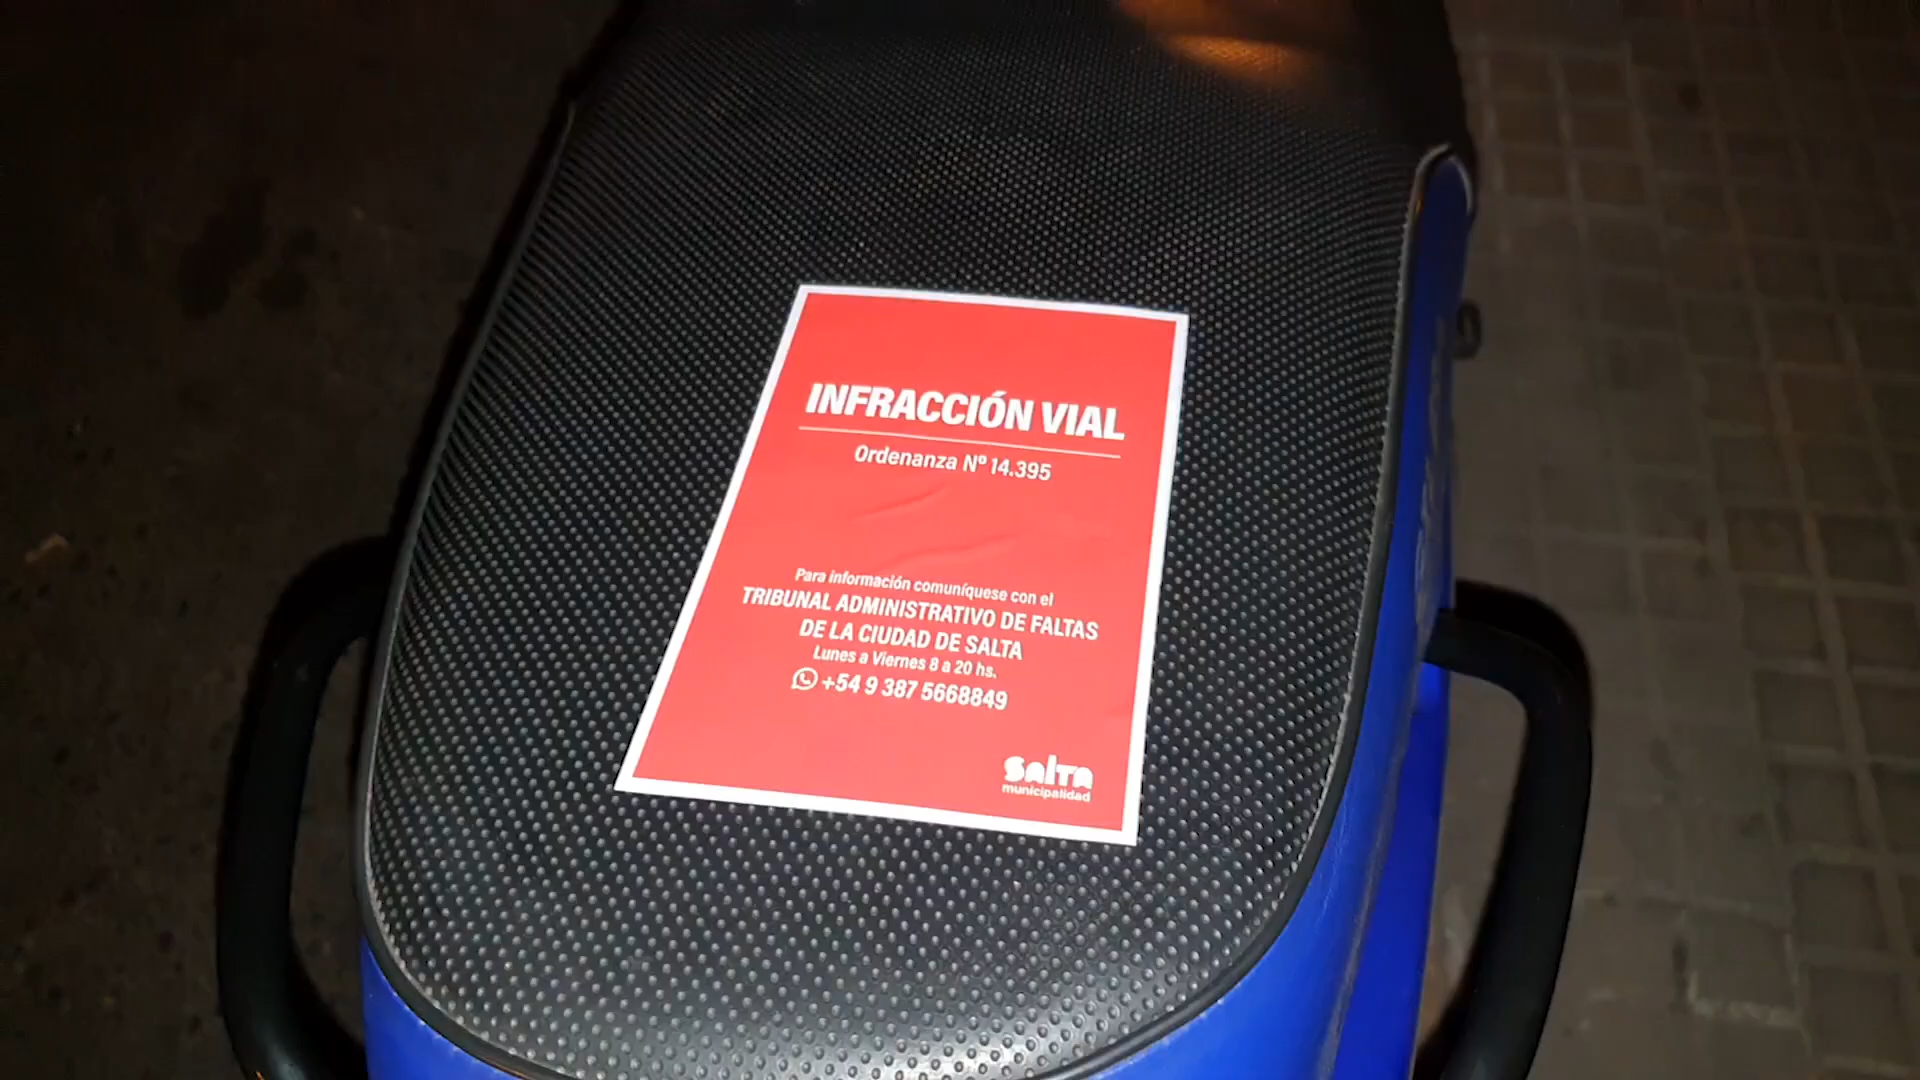 INFRACCIÓN VIAL
Ordenanza Nº 14.395
Para información comuníquese con el
TRIBUNAL ADMINISTRATIVO DE FALTAS
DE LA CIUDAD DE SALTA
Lunes a Viernes 8 a 20 hs.
+54 9 387 5668849
SALTA
municipalidad